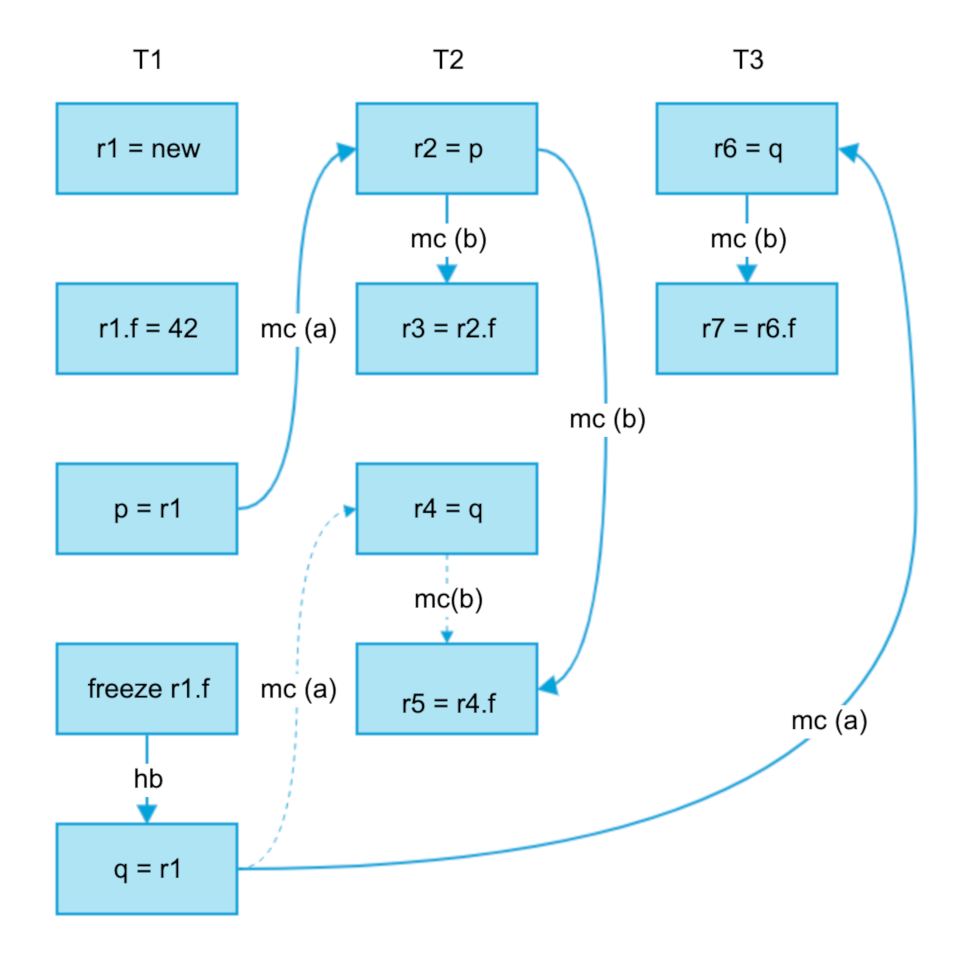 T1 T2 T3
r1 = new r2 = p r6 = q
mc (b) mc (b)
r1.f = 42 mc (a) r3 = r2.f r7 = r6.f
mc (b)
p = r1 r4 = q
mc(b)
freeze r1.f mc (a) r5 = r4.f
mc (a)
hb
q = r1